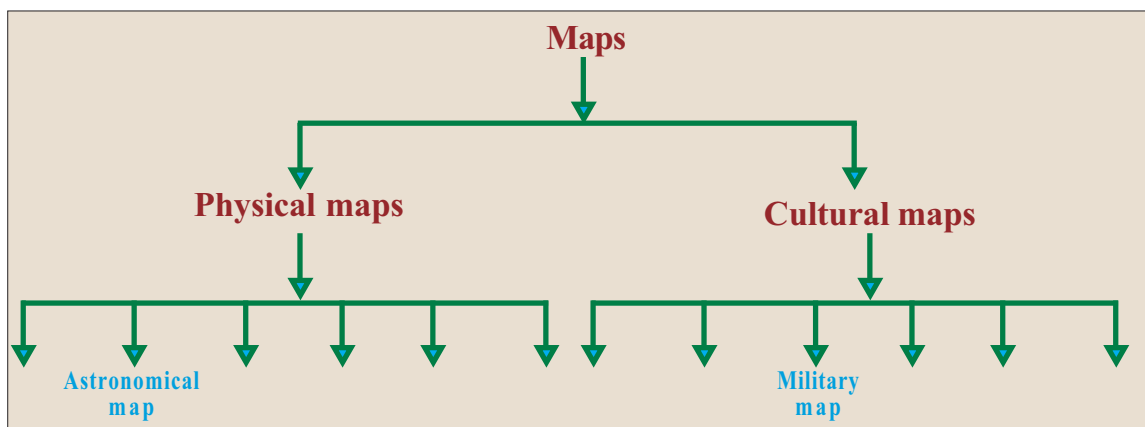 Maps
Physical maps
Cultural maps
Astronomical
map
Military
map